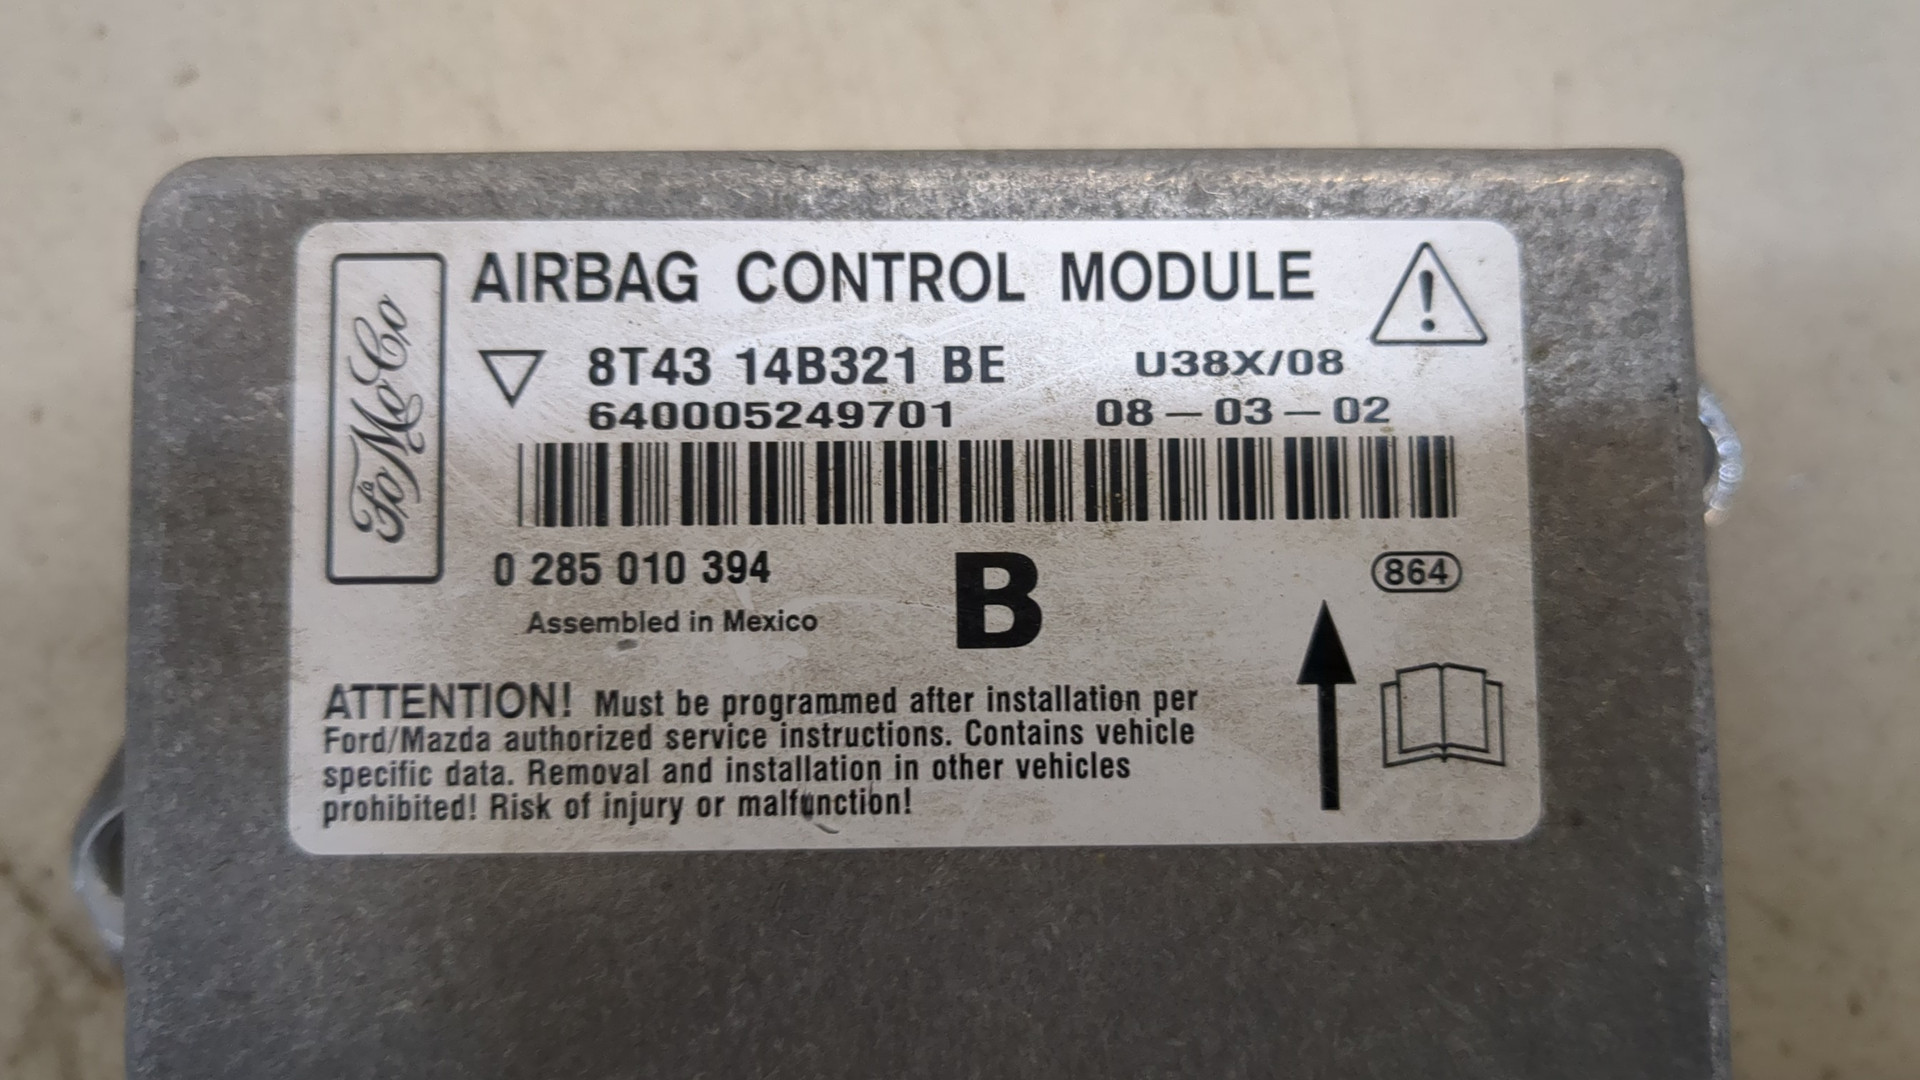 FoMoCo
AIRBAG CONTROL MODULE
8T43 14B321 BE U38X/08
640005249701 08-03-02
0 285 010 394 B 864
Assembled in Mexico
ATTENTION! Must be programmed after installation per
Ford/Mazda authorized service instructions. Contains vehicle
specific data. Removal and installation in other vehicles
prohibited! Risk of injury or malfunction!